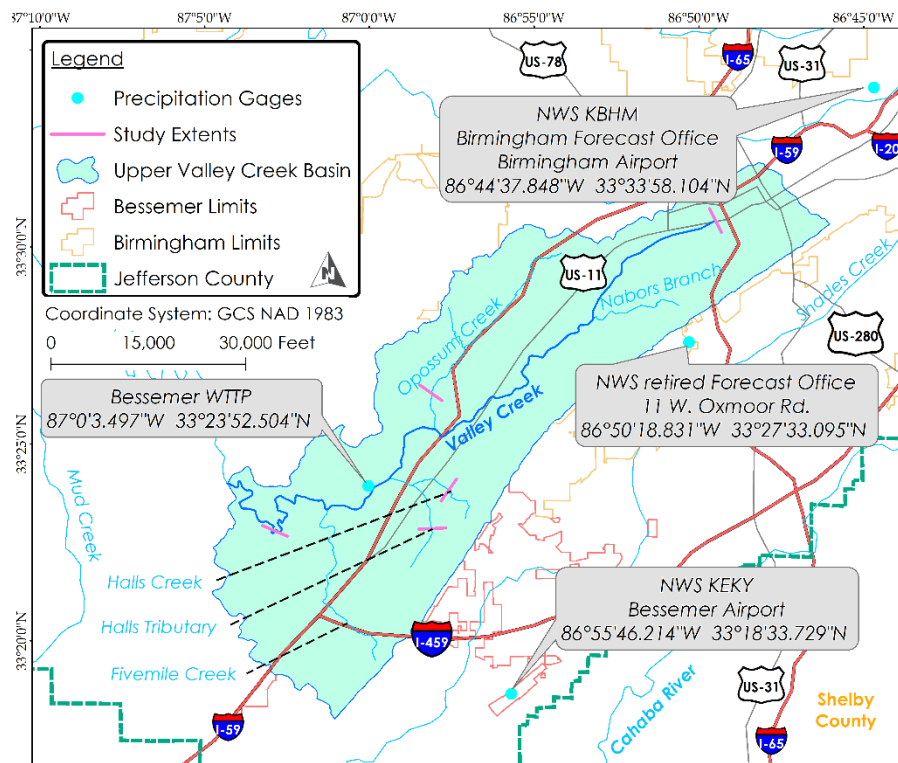 87°10'0"W
87°5'0"W
87°0'0"W
86°55'0"W
86°50'0"W
86°45'0"W
Legend
Precipitation Gages
Study Extents
Upper Valley Creek Basin
Bessemer Limits
Birmingham Limits
Jefferson County
N
Coordinate System: GCS NAD 1983
0 15,000 30,000 Feet
US-78
I-65
US-31
NWS KBHM
Birmingham Forecast Office
Birmingham Airport
86°44'37.848"W 33°33'58.104"N
I-59
I-20
33°30'0"N
US-11
Opossum Creek
Nabors Branch
Shades Creek
US-280
NWS retired Forecast Office
11 W. Oxmoor Rd.
86°50'18.831"W 33°27'33.095"N
Bessemer WTTP
87°0'3.497"W 33°23'52.504"N
Valley Creek
33°25'0"N
Mud Creek
Halls Creek
Halls Tributary
Fivemile Creek
33°20'0"N
I-459
NWS KEKY
Bessemer Airport
86°55'46.214"W 33°18'33.729"N
I-59
Cahaba River
US-31
I-65
Shelby
County